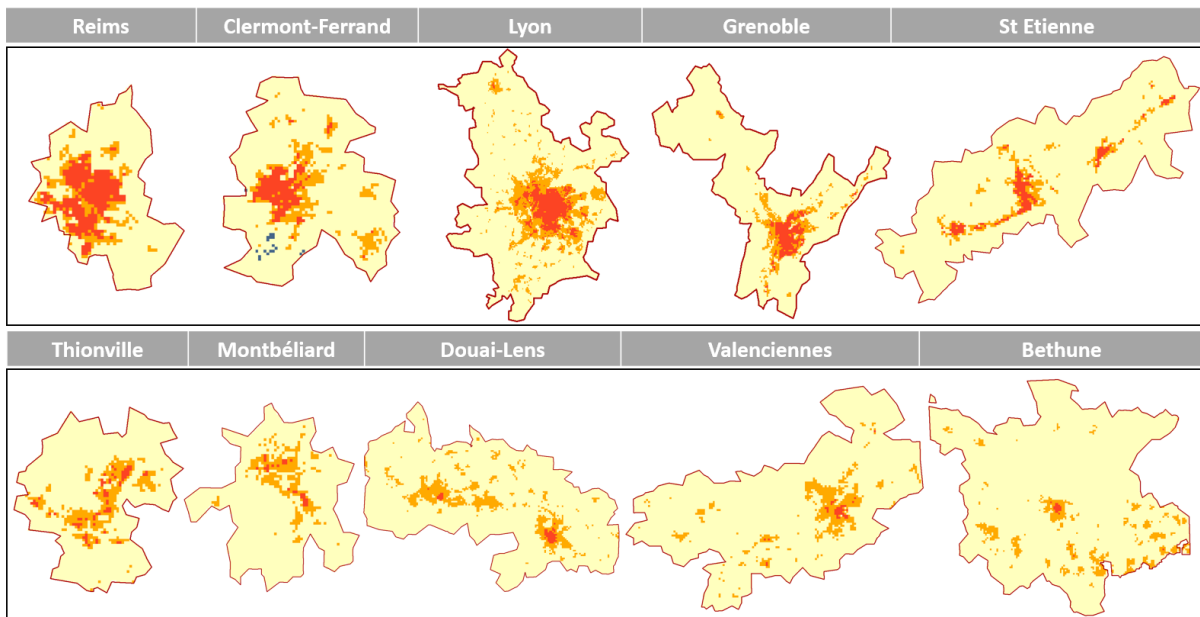 Reims Clermont-Ferrand Lyon Grenoble St Etienne
Thionville Montbéliard Douai-Lens Valenciennes Bethune